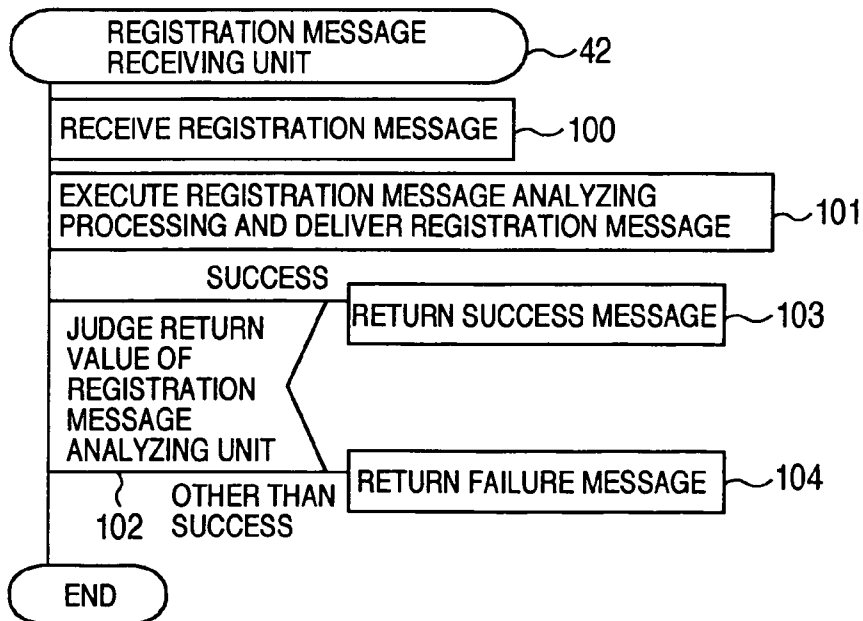 REGISTRATION MESSAGE
RECEIVING UNIT
42
RECEIVE REGISTRATION MESSAGE
100
EXECUTE REGISTRATION MESSAGE ANALYZING
PROCESSING AND DELIVER REGISTRATION MESSAGE
101
SUCCESS
RETURN SUCCESS MESSAGE
103
JUDGE RETURN
VALUE OF
REGISTRATION
MESSAGE
ANALYZING UNIT
RETURN FAILURE MESSAGE
104
102
OTHER THAN
SUCCESS
END